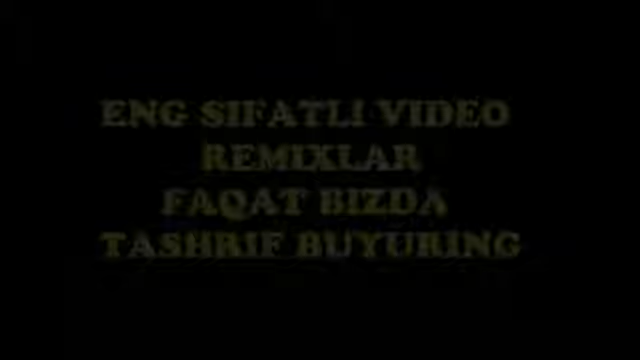 ENG SIFATLI VIDEO
REMIXLAR
FAQAT BIZDA
TASHRIF BUYURING